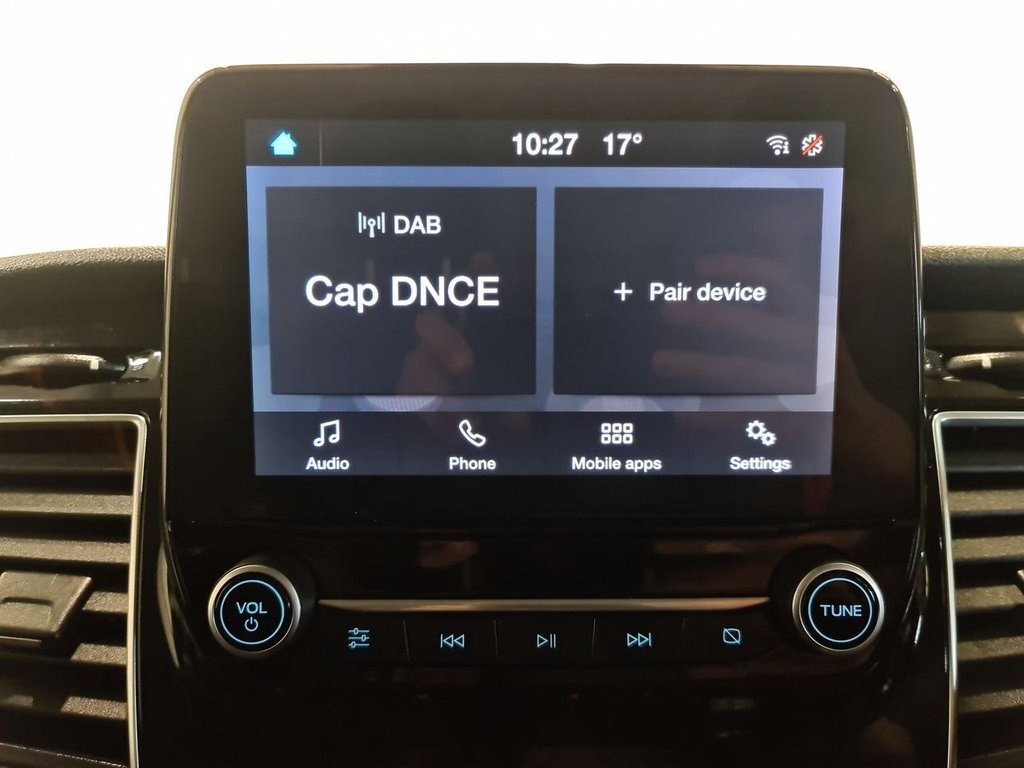 10:27 17°
DAB
Cap DNCE
+ Pair device
Audio
Phone
Mobile apps
Settings
VOL
TUNE